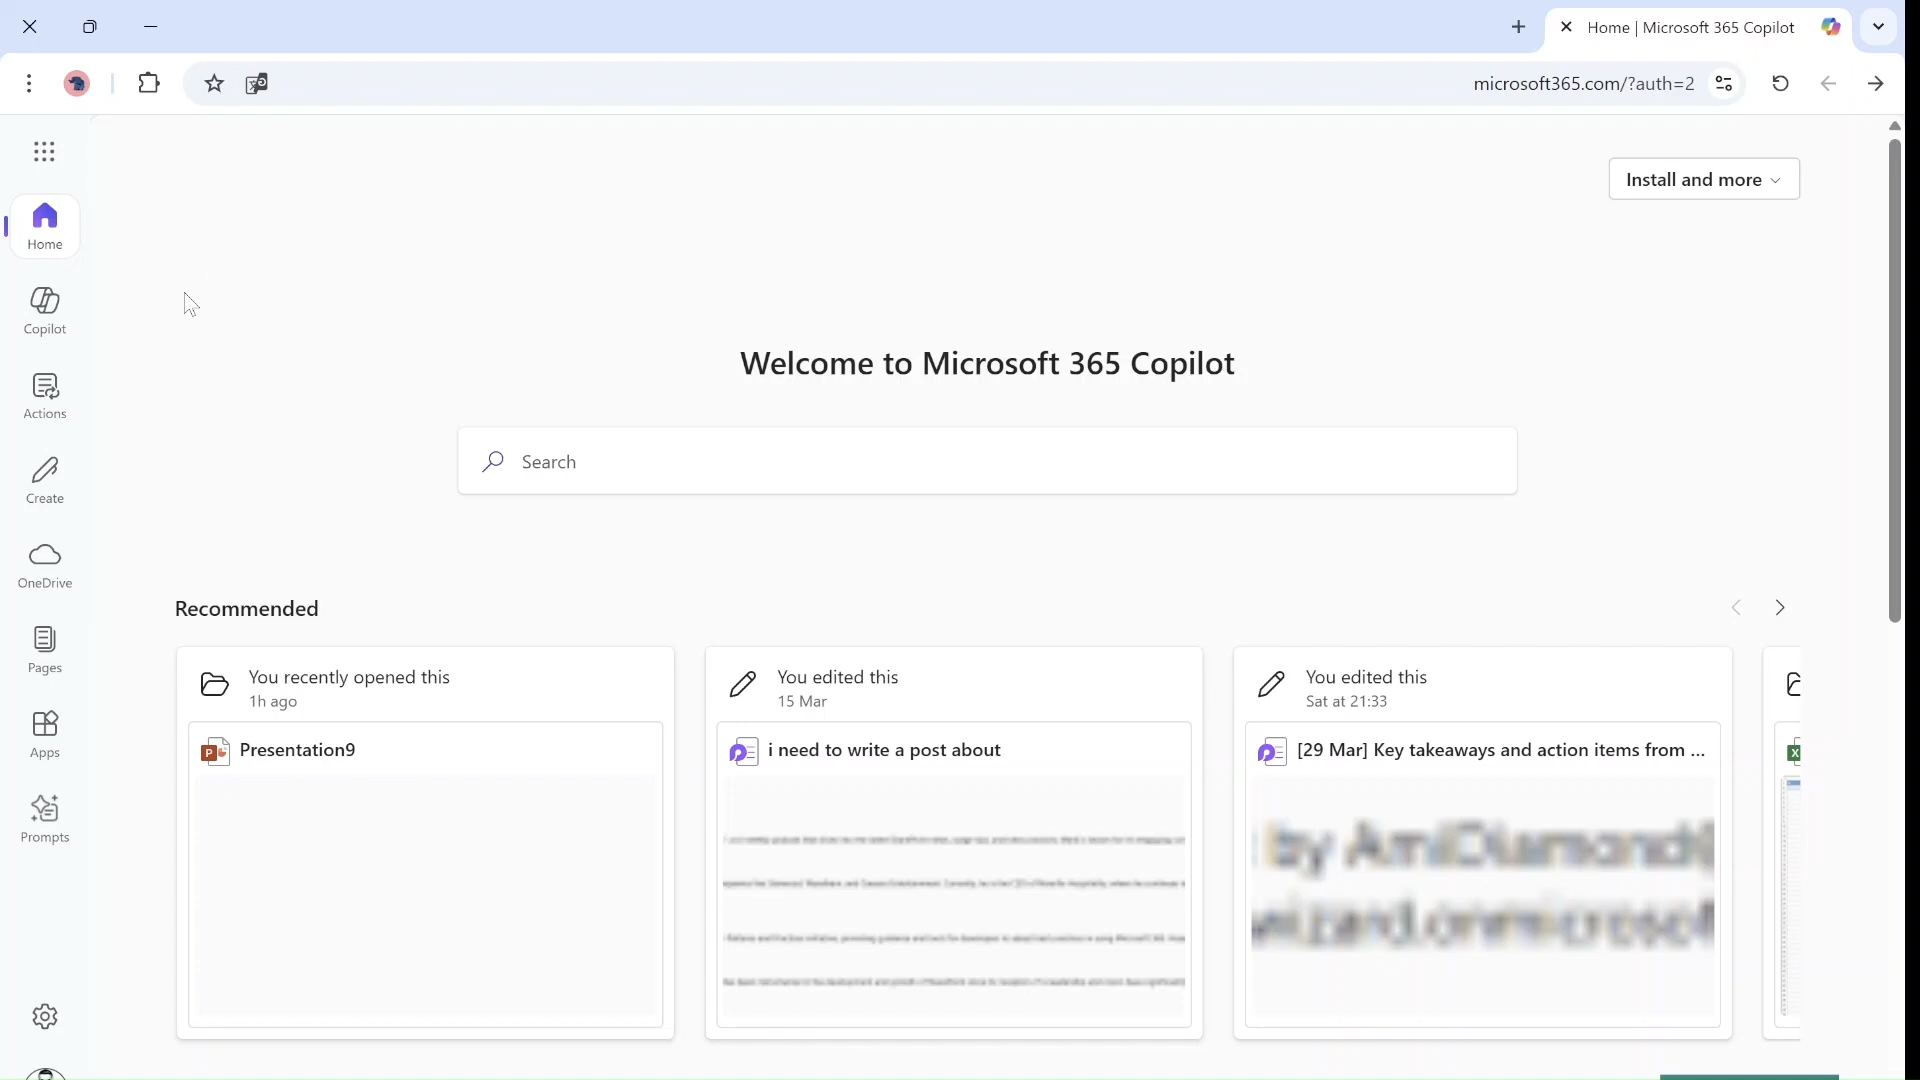 Home | Microsoft 365 Copilot
microsoft365.com/?auth=2
Install and more
Home
Copilot
Actions
Create
OneDrive
Pages
Apps
Prompts
Welcome to Microsoft 365 Copilot
Search
Recommended
You recently opened this
1h ago
Presentation9
You edited this
15 Mar
i need to write a post about
You edited this
Sat at 21:33
[29 Mar] Key takeaways and action items from ...